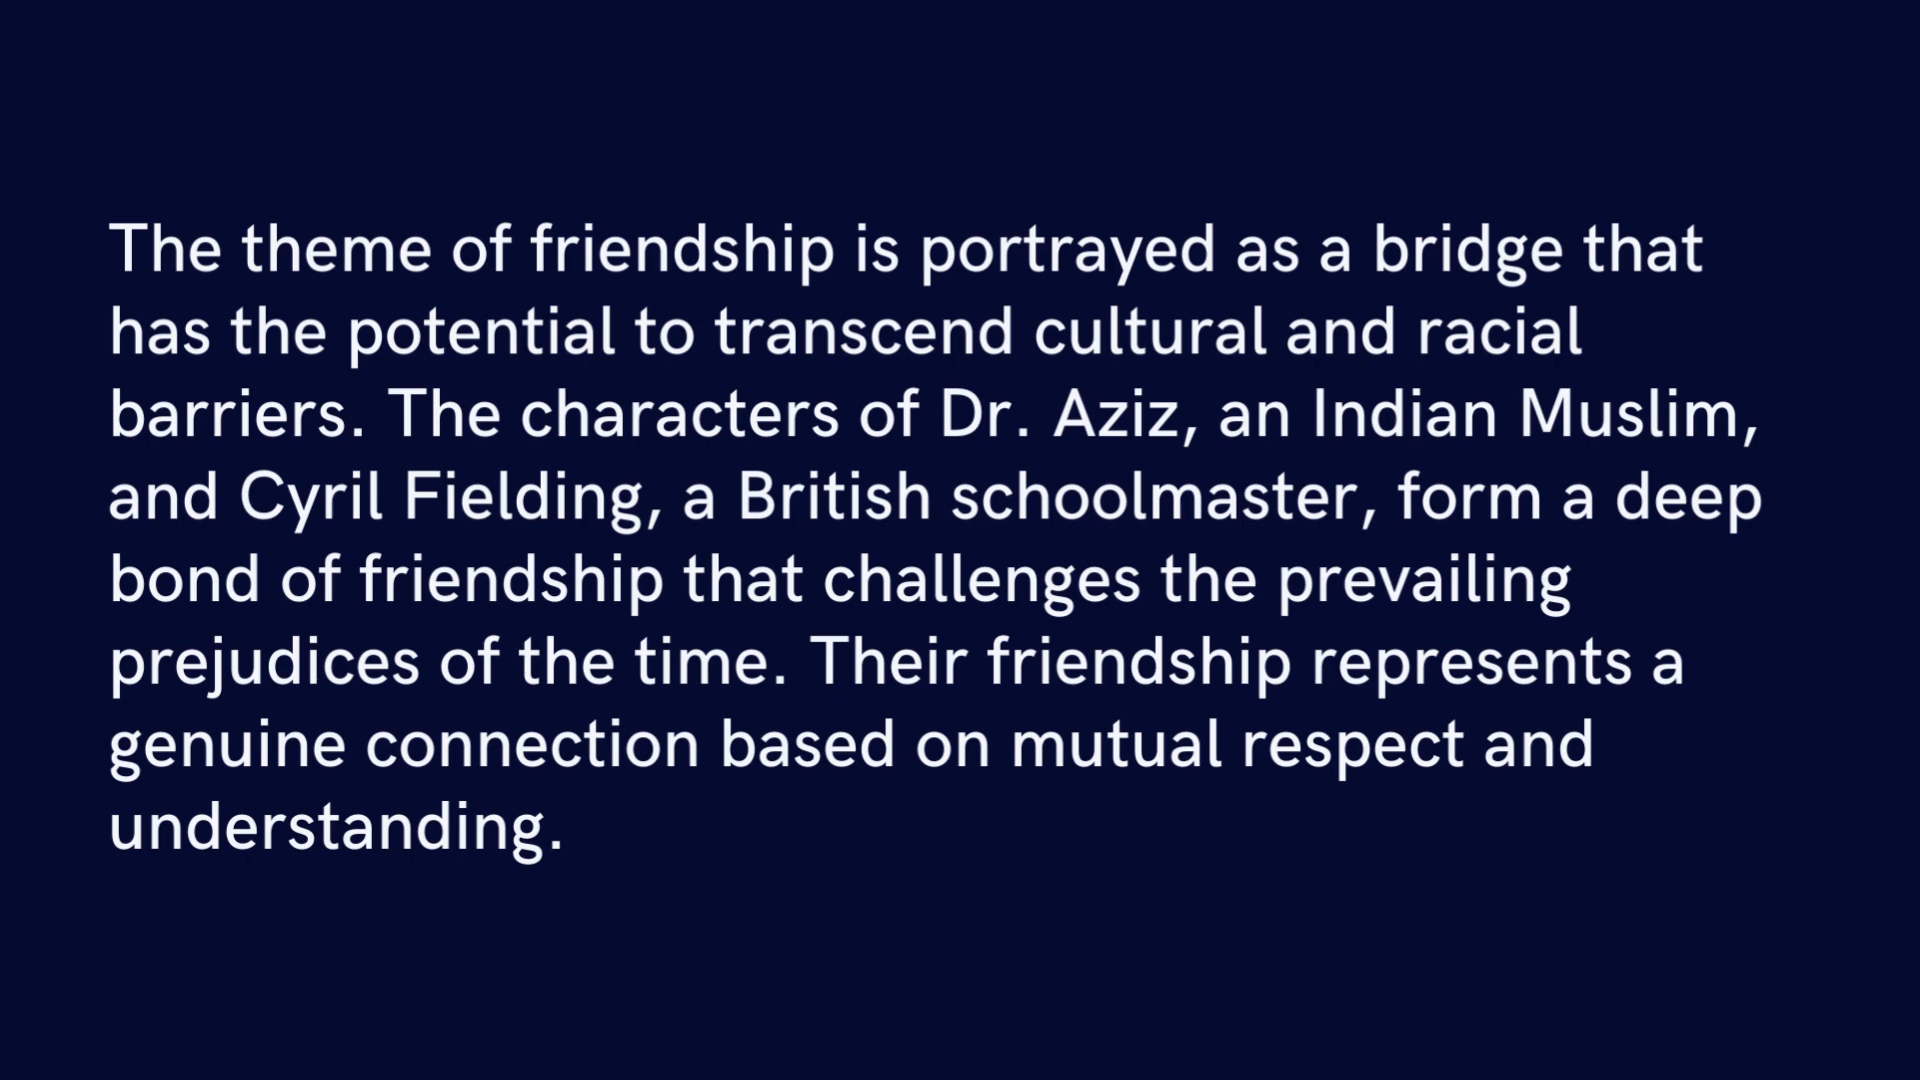 The theme of friendship is portrayed as a bridge that
has the potential to transcend cultural and racial
barriers. The characters of Dr. Aziz, an Indian Muslim,
and Cyril Fielding, a British schoolmaster, form a deep
bond of friendship that challenges the prevailing
prejudices of the time. Their friendship represents a
genuine connection based on mutual respect and
understanding.